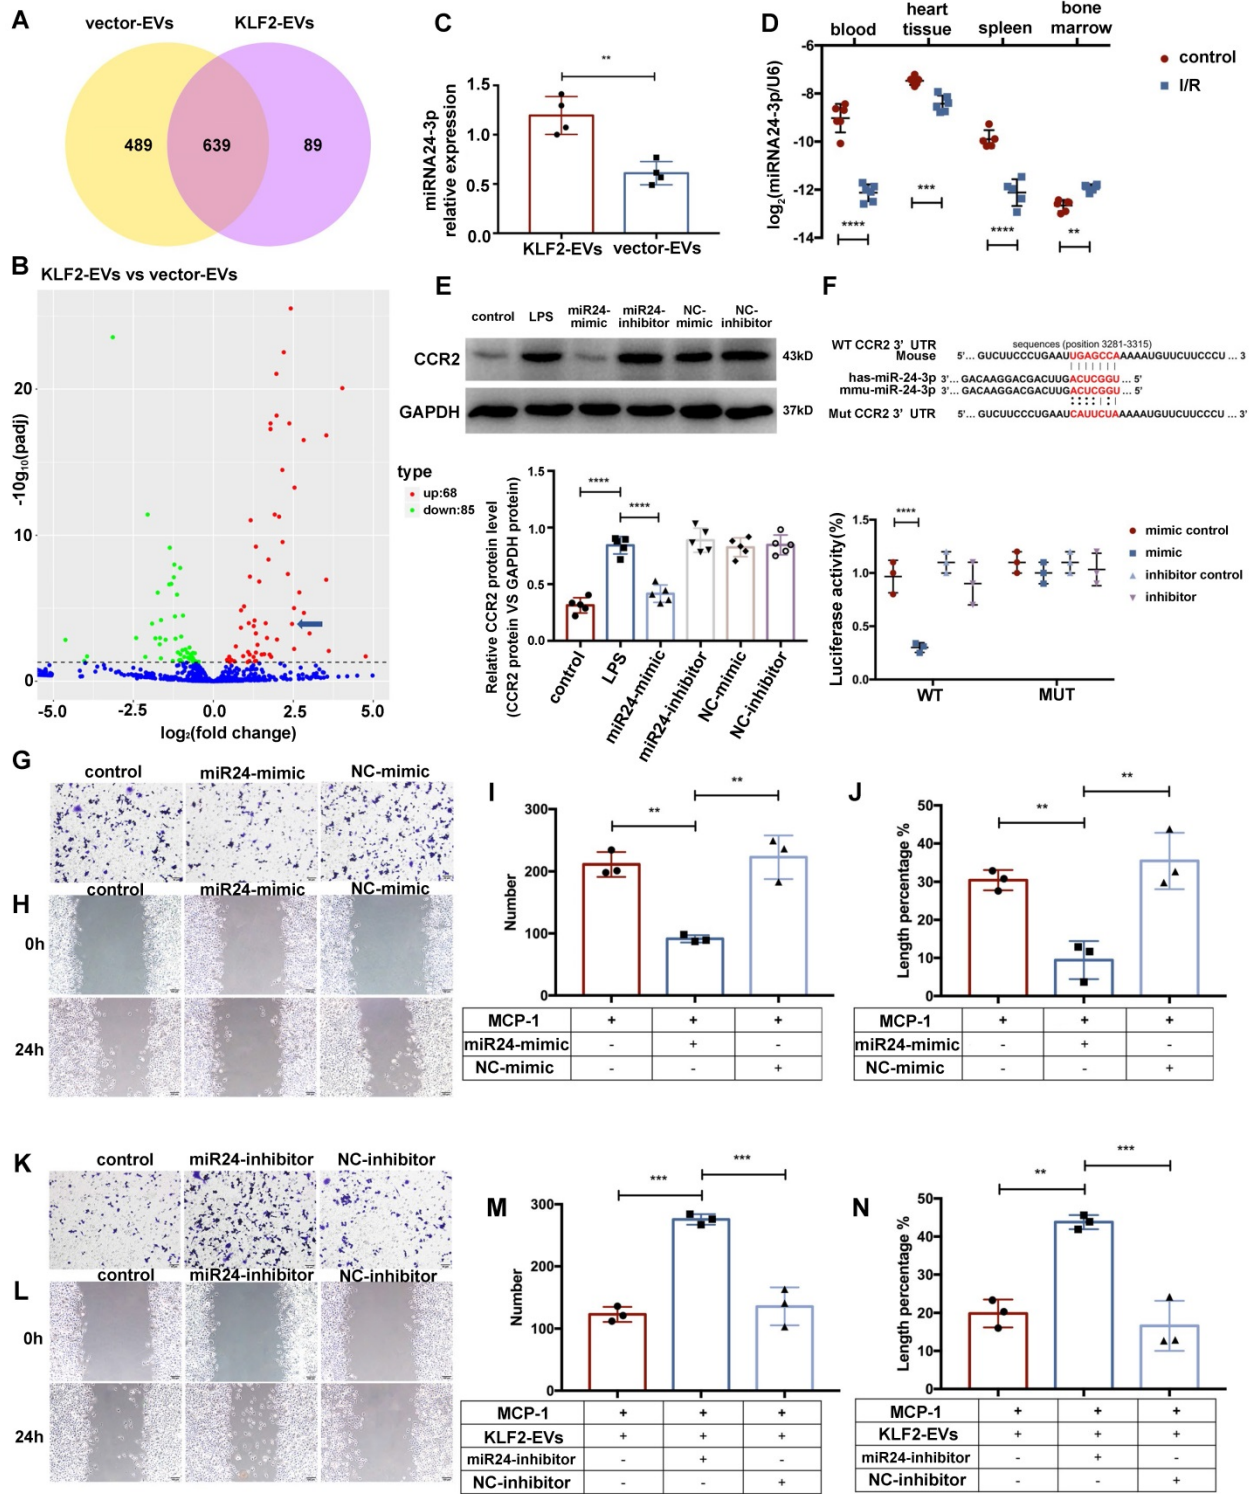 A
vector-EVs
KLF2-EVs
489
639
89
B
KLF2-EVs vs vector-EVs
-10g₁₀(padj)
20
10
0
-5.0
-2.5
0.0
2.5
5.0
log₂(fold change)
type
up:68
down:85
C
miRNA24-3p
relative expression
1.5
1.0
0.5
0.0
**
KLF2-EVs
vector-EVs
D
blood
heart
tissue
spleen
bone
marrow
log₂(miRNA24-3p/U6)
-6
-8
-10
-12
-14
****
***
****
**
control
I/R
E
control
LPS
miR24-
mimic
miR24-
inhibitor
NC-
mimic
NC-
inhibitor
CCR2
43kD
GAPDH
37kD
Relative CCR2 protein level
(CCR2 protein VS GAPDH protein)
1.5
1.0
0.5
0.0
****
****
control
LPS
miR24-mimic
miR24-inhibitor
NC-mimic
NC-inhibitor
F
WT CCR2 3' UTR
sequences (position 3281-3315)
Mouse
5'... GUCUUCCCUGAAUUGAGCCAAAAAUGUUCUUCCCU ... 3
has-miR-24-3p 3'... GACAAGGACGACUUGACUCGGU ... 5'
mmu-miR-24-3p 3'... GACAAGGACGACUUGACUCGGU ... 5'
Mut CCR2 3' UTR 5'... GUCUUCCCUGAAUCAUUCUAAAAAUGUUCUUCCCU ... 3'
Luciferase activity(%)
1.5
1.0
0.5
0.0
****
WT
MUT
mimic control
mimic
inhibitor control
inhibitor
G
control
miR24-mimic
NC-mimic
H
control
miR24-mimic
NC-mimic
0h
24h
I
Number
300
200
100
0
**
**
MCP-1 + + +
miR24-mimic - + -
NC-mimic - - +
J
Length percentage %
50
40
30
20
10
0
**
**
MCP-1 + + +
miR24-mimic - + -
NC-mimic - - +
K
control
miR24-inhibitor
NC-inhibitor
L
control
miR24-inhibitor
NC-inhibitor
0h
24h
M
Number
300
200
100
0
***
***
MCP-1 + + +
KLF2-EVs + + +
miR24-inhibitor - + -
NC-inhibitor - - +
N
Length percentage %
50
40
30
20
10
0
**
***
MCP-1 + + +
KLF2-EVs + + +
miR24-inhibitor - + -
NC-inhibitor - - +